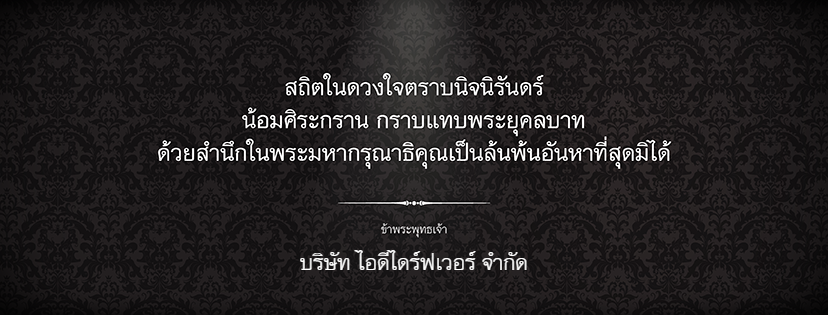 สถิตในดวงใจตราบนิจนิรันดร์
น้อมศิระกราน กราบแทบพระยุคลบาท
ด้วยสำนึกในพระมหากรุณาธิคุณเป็นล้นพ้นอันหาที่สุดมิได้
ข้าพระพุทธเจ้า
บริษัท ไอดีไดร์ฟเวอร์ จำกัด